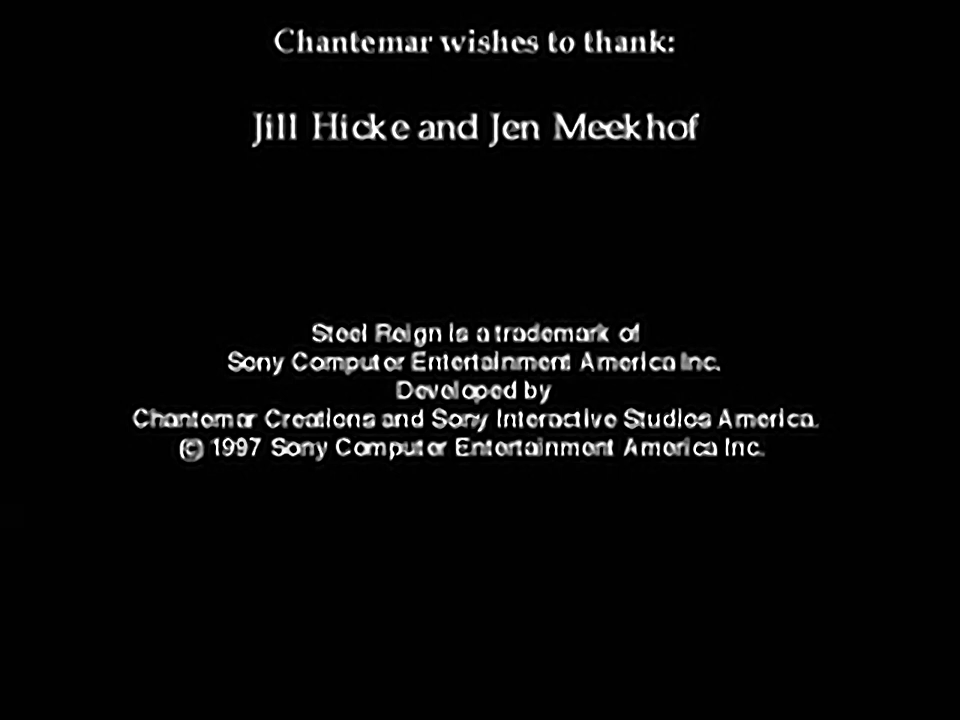 Chantemar wishes to thank:
Jill Hicke and Jen Meekhof
Steel Reign is a trademark of
Sony Computer Entertainment America Inc.
Developed by
Chantemar Creations and Sony Interactive Studios America.
(c) 1997 Sony Computer Entertainment America Inc.